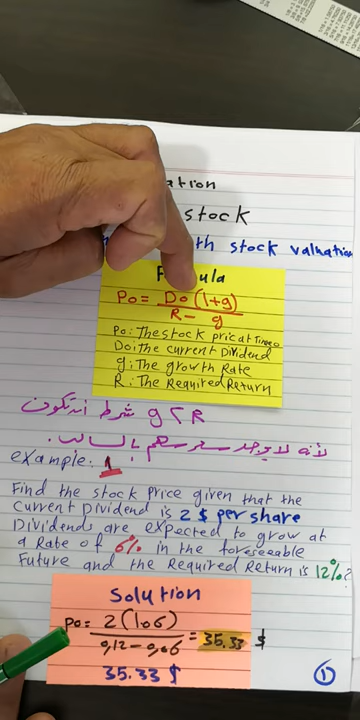 ation
stock
th stock valuation
Formula
Po = Do (1+g)
R - g
Po: The stock pric at Time o
Do: the current Dividend
g: The growth Rate
R: The Required Return
شرط ان تكون g < R
لأنه لا يوجد سعر سهم بالسالب.
example: 1
Find the stock price given that the
current Dividend is 2 $ per share
Dividends are expected to grow at
a Rate of 6% in the foreseeable
Future and the Required Return is 12%?
Solution
Po = 2(1.06)
0,12 - 0,06
= 35.33 $
35.33 $
1